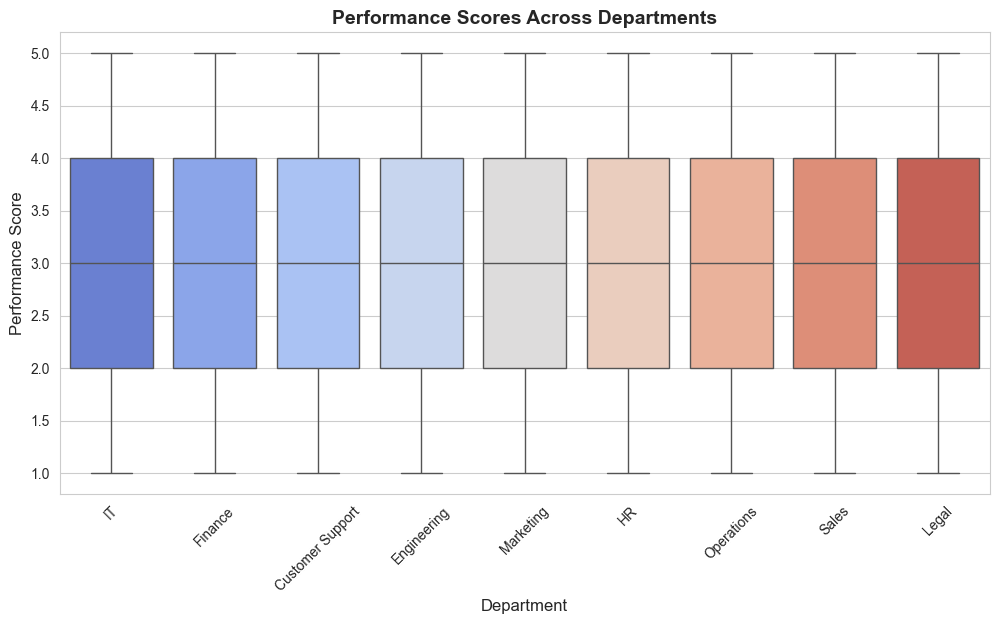 Performance Scores Across Departments
Performance Score
5.0
4.5
4.0
3.5
3.0
2.5
2.0
1.5
1.0
IT
Finance
Customer Support
Engineering
Marketing
HR
Operations
Sales
Legal
Department